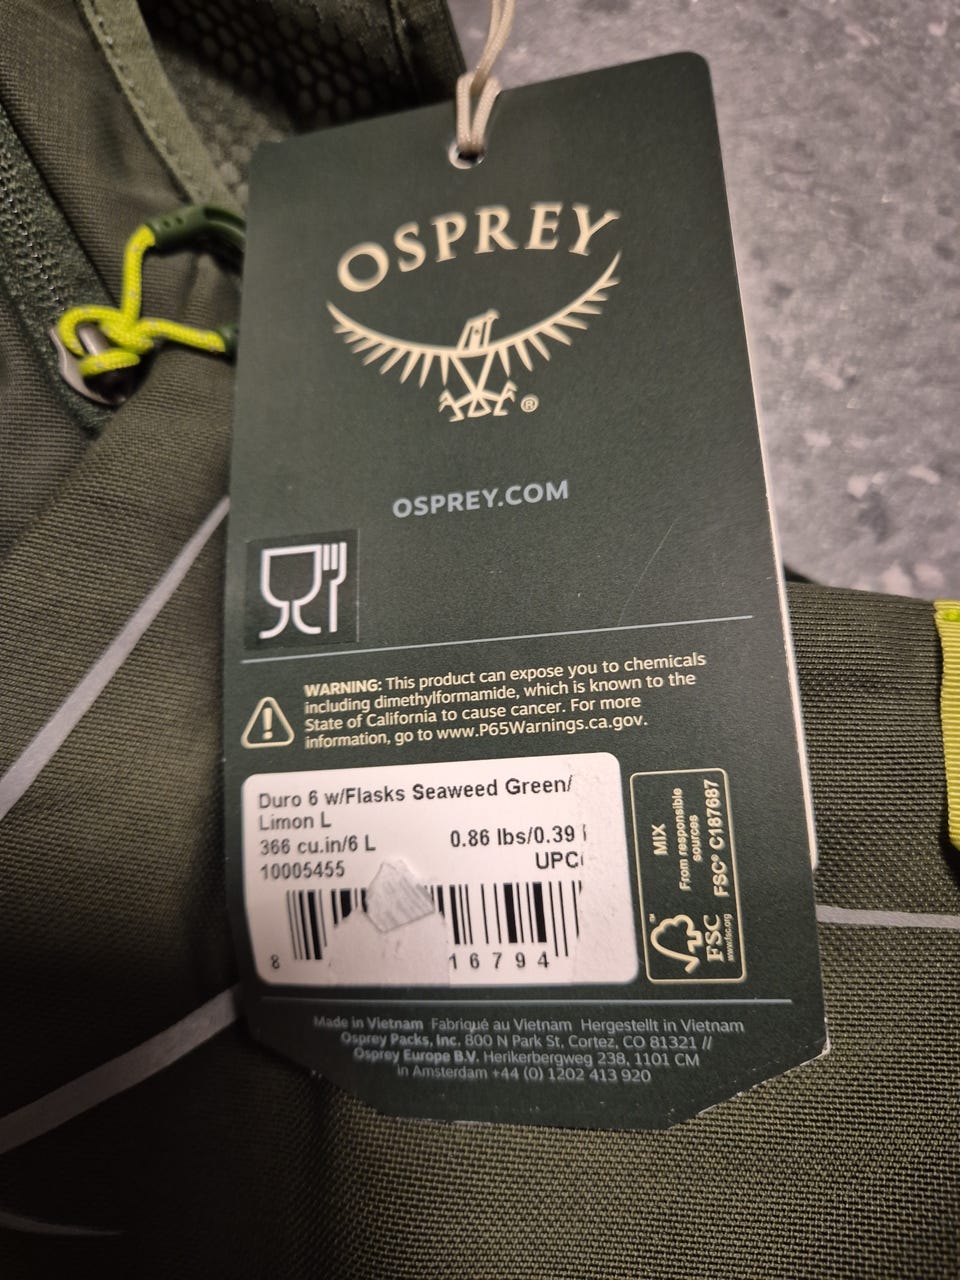 OSPREY
®
OSPREY.COM
WARNING: This product can expose you to chemicals
including dimethylformamide, which is known to the
State of California to cause cancer. For more
information, go to www.P65Warnings.ca.gov.
Duro 6 w/Flasks Seaweed Green/
Limon L
366 cu.in/6 L
0.86 lbs/0.39
10005455
UPC
8
16794
MIX
From responsible
sources
FSC® C187687
™
FSC
www.fsc.org
Made in Vietnam Fabriqué au Vietnam Hergestellt in Vietnam
Osprey Packs, Inc. 800 N Park St, Cortez, CO 81321 //
Osprey Europe B.V. Herikerbergweg 238, 1101 CM
in Amsterdam +44 (0) 1202 413 920